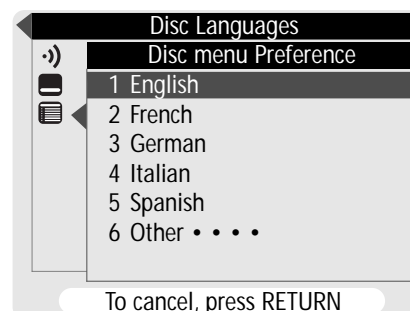 Disc Languages
Disc menu Preference
1 English
2 French
3 German
4 Italian
5 Spanish
6 Other • • • •
To cancel, press RETURN